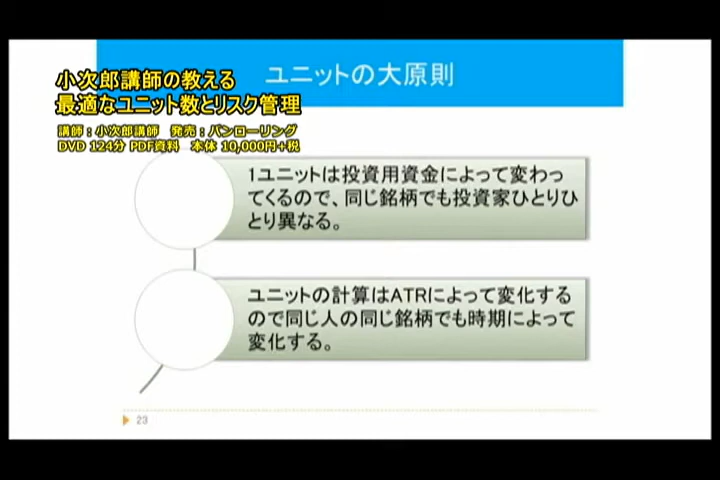 ユニットの大原則
小次郎講師の教える
最適なユニット数とリスク管理
講師:小次郎講師 発売:パンローリング
DVD 124分 PDF資料 本体 10,000円+税
1ユニットは投資用資金によって変わっ
てくるので、同じ銘柄でも投資家ひとりひ
とり異なる。
ユニットの計算はATRによって変化する
ので同じ人の同じ銘柄でも時期によって
変化する。
23